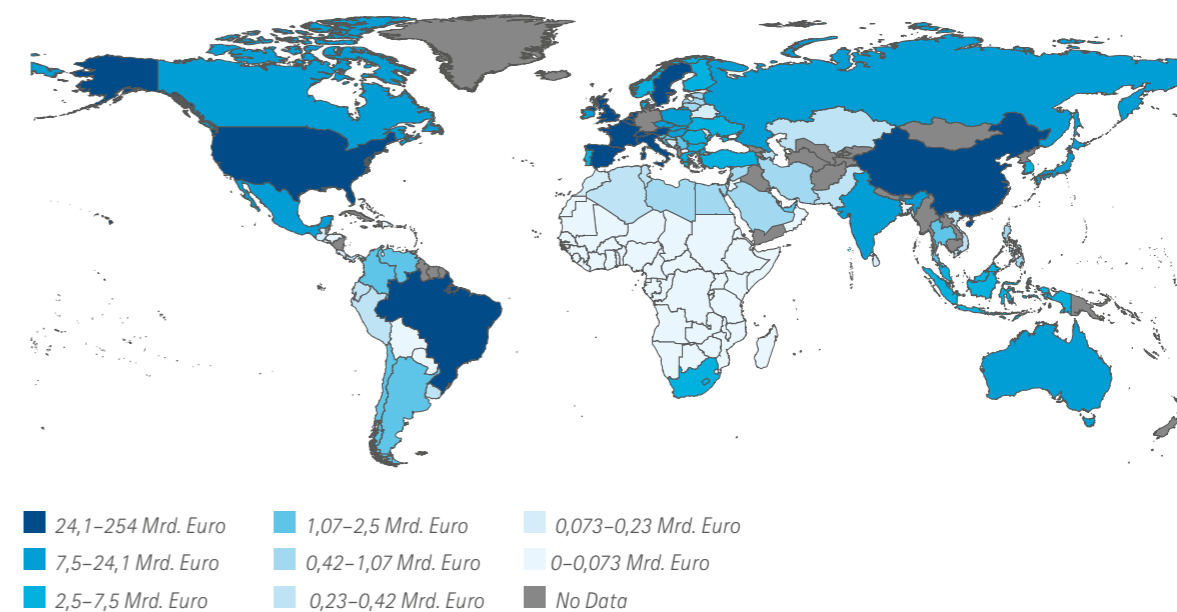 24,1–254 Mrd. Euro
7,5–24,1 Mrd. Euro
2,5–7,5 Mrd. Euro
1,07–2,5 Mrd. Euro
0,42–1,07 Mrd. Euro
0,23–0,42 Mrd. Euro
0,073–0,23 Mrd. Euro
0–0,073 Mrd. Euro
No Data